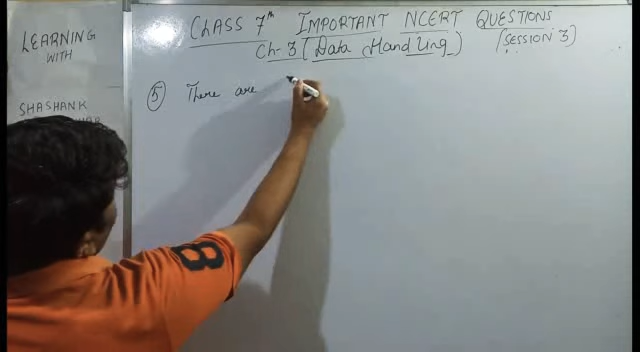 CLASS 7th IMPORTANT NCERT QUESTIONS
Ch-3 (Data Handling) (SESSION 3)
LEARNING
WITH
SHASHANK
⑤ There are
8